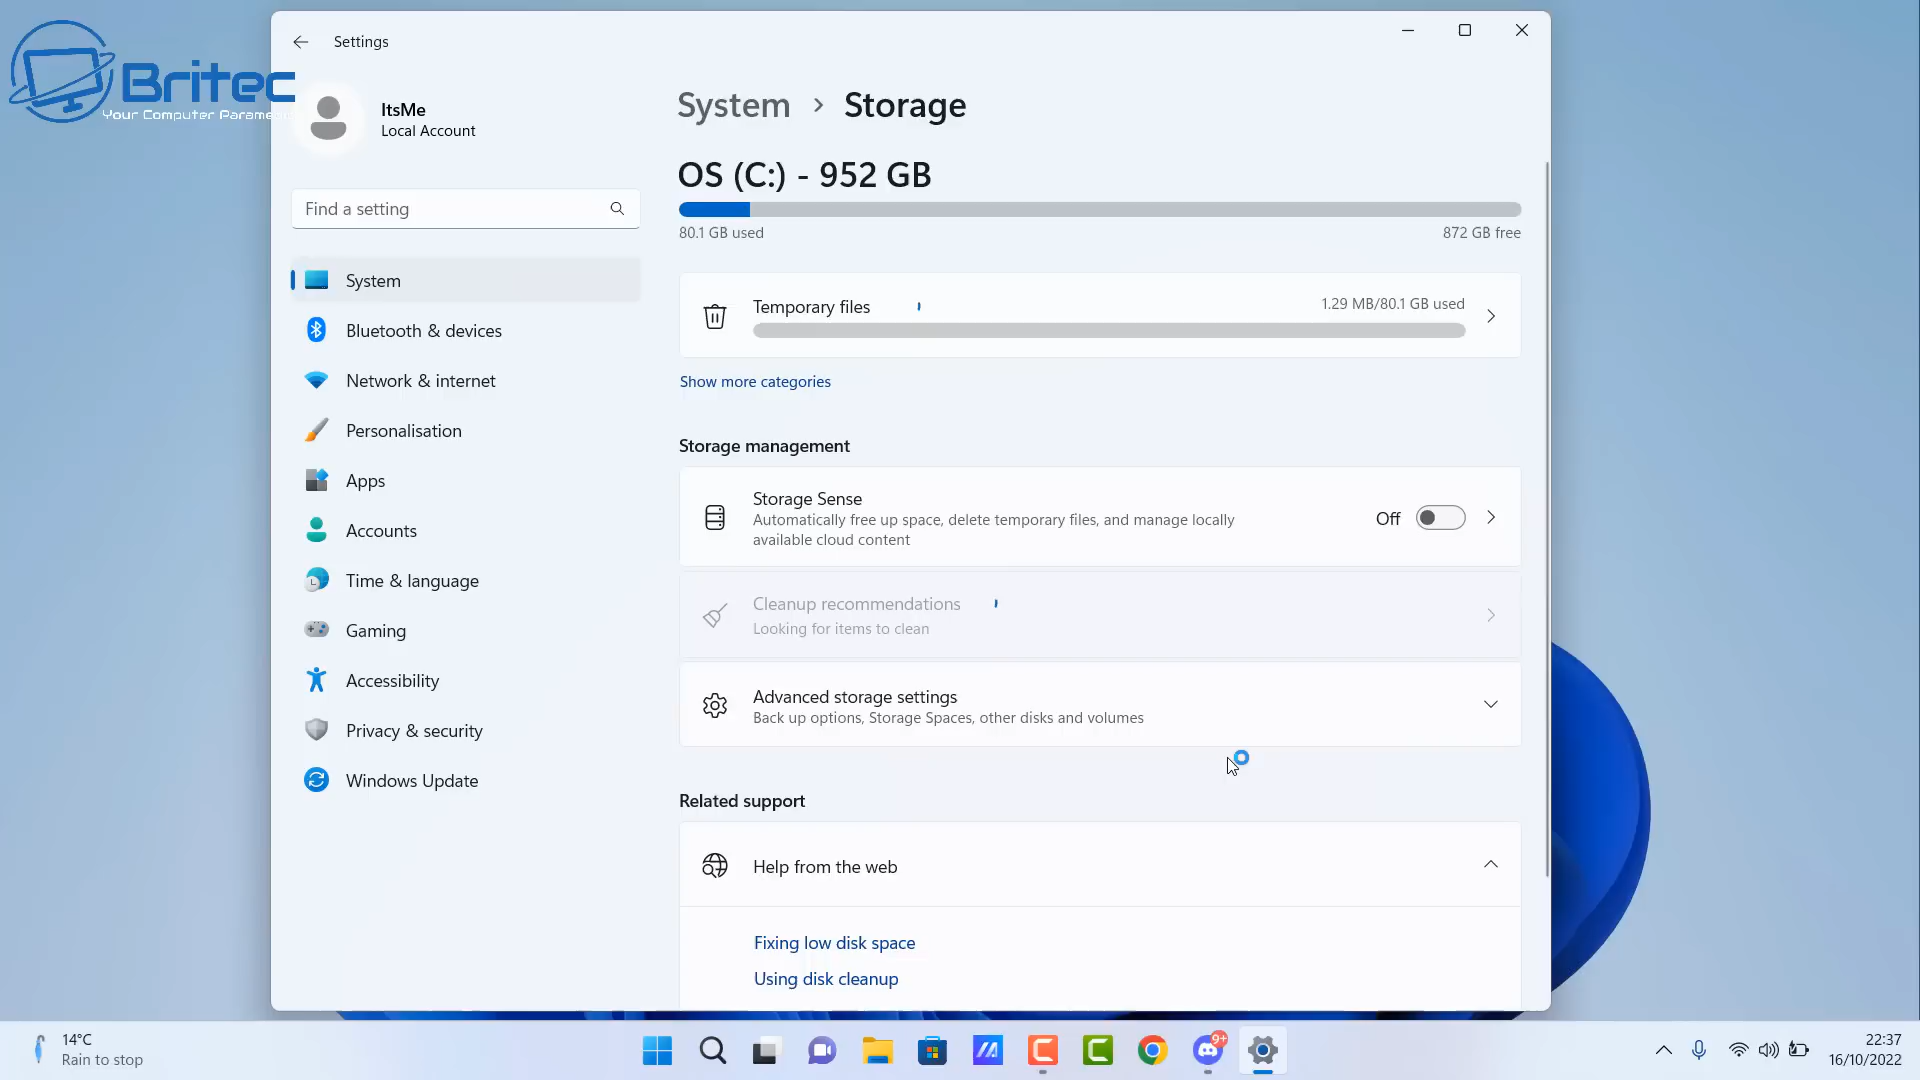 Settings
Britec
Your Computer
ItsMe
Local Account
Find a setting
System
Bluetooth & devices
Network & internet
Personalisation
Apps
Accounts
Time & language
Gaming
Accessibility
Privacy & security
Windows Update
System > Storage
OS (C:) - 952 GB
80.1 GB used
872 GB free
Temporary files
1.29 MB/80.1 GB used
Show more categories
Storage management
Storage Sense
Automatically free up space, delete temporary files, and manage locally
available cloud content
Off
Cleanup recommendations
Looking for items to clean
Advanced storage settings
Back up options, Storage Spaces, other disks and volumes
Related support
Help from the web
Fixing low disk space
Using disk cleanup
14°C
Rain to stop
9+
22:37
16/10/2022